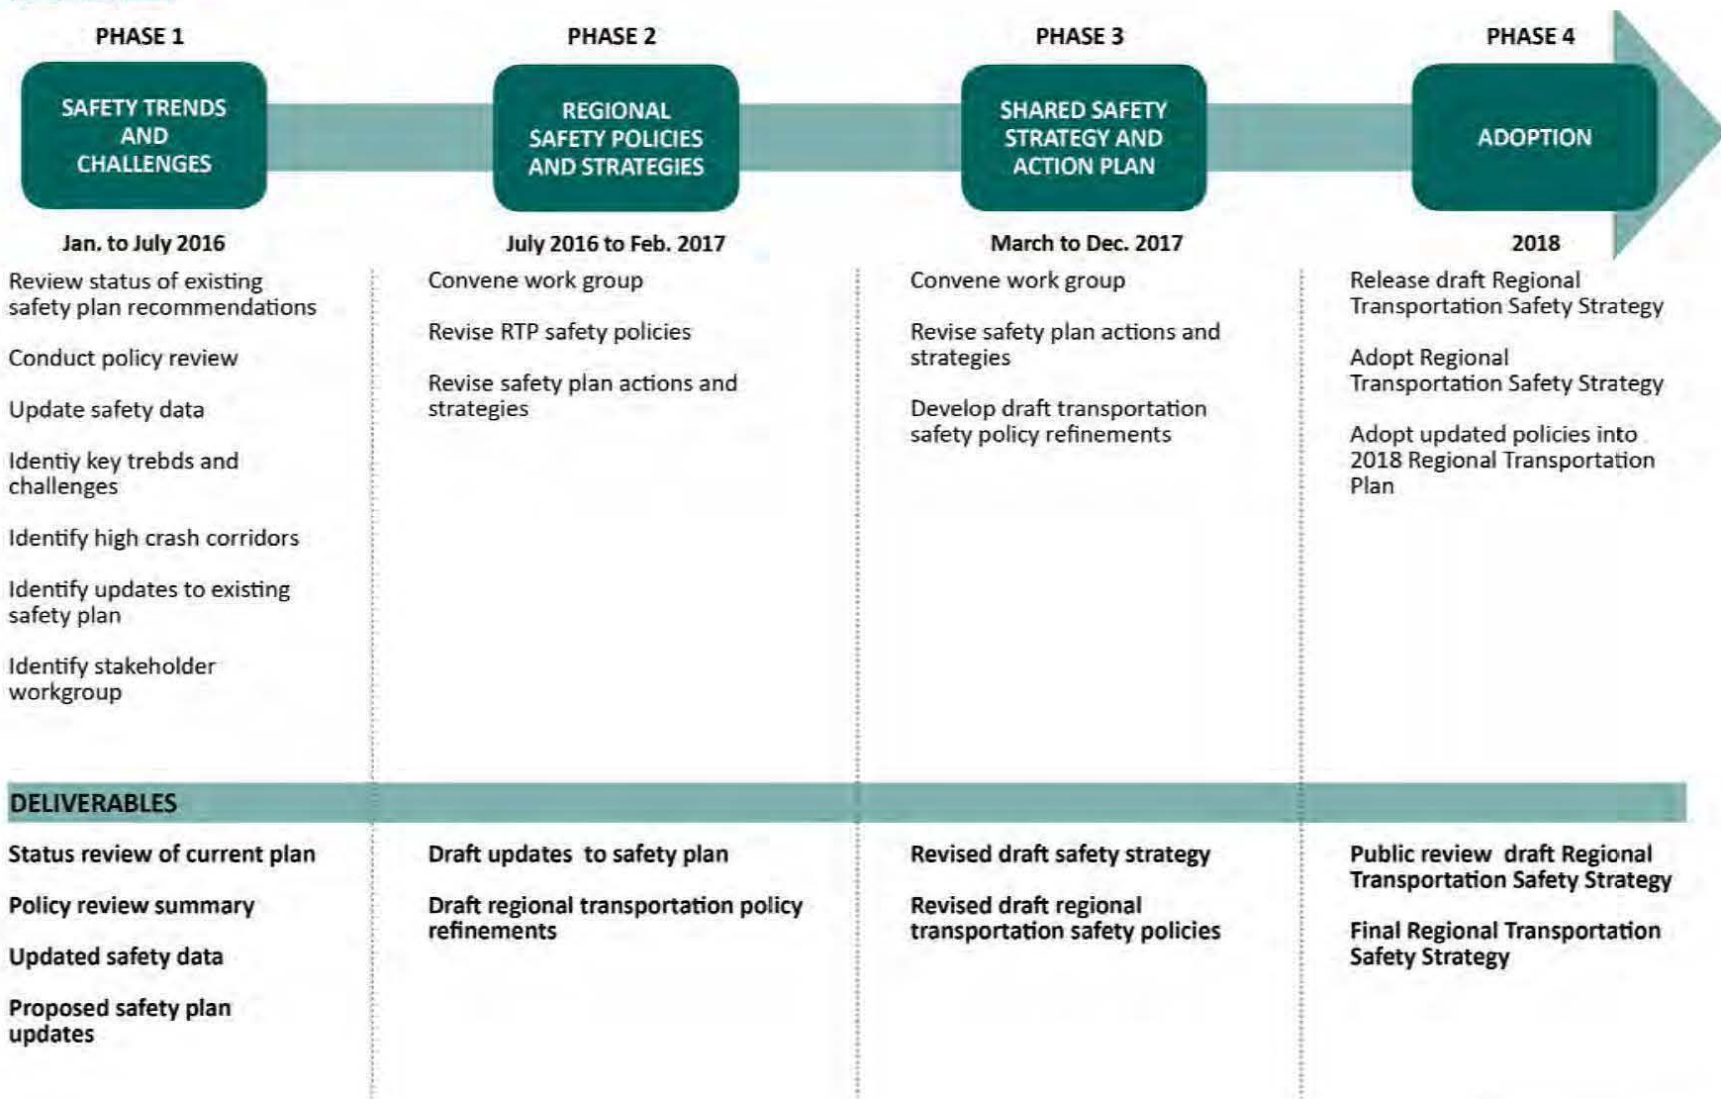 PHASE 1
SAFETY TRENDS
AND
CHALLENGES
Jan. to July 2016
Review status of existing
safety plan recommendations
Conduct policy review
Update safety data
Identiy key trebds and
challenges
Identify high crash corridors
Identify updates to existing
safety plan
Identify stakeholder
workgroup
PHASE 2
REGIONAL
SAFETY POLICIES
AND STRATEGIES
July 2016 to Feb. 2017
Convene work group
Revise RTP safety policies
Revise safety plan actions and
strategies
PHASE 3
SHARED SAFETY
STRATEGY AND
ACTION PLAN
March to Dec. 2017
Convene work group
Revise safety plan actions and
strategies
Develop draft transportation
safety policy refinements
PHASE 4
ADOPTION
2018
Release draft Regional
Transportation Safety Strategy
Adopt Regional
Transportation Safety Strategy
Adopt updated policies into
2018 Regional Transportation
Plan
DELIVERABLES
Status review of current plan
Policy review summary
Updated safety data
Proposed safety plan
updates
Draft updates to safety plan
Draft regional transportation policy
refinements
Revised draft safety strategy
Revised draft regional
transportation safety policies
Public review draft Regional
Transportation Safety Strategy
Final Regional Transportation
Safety Strategy